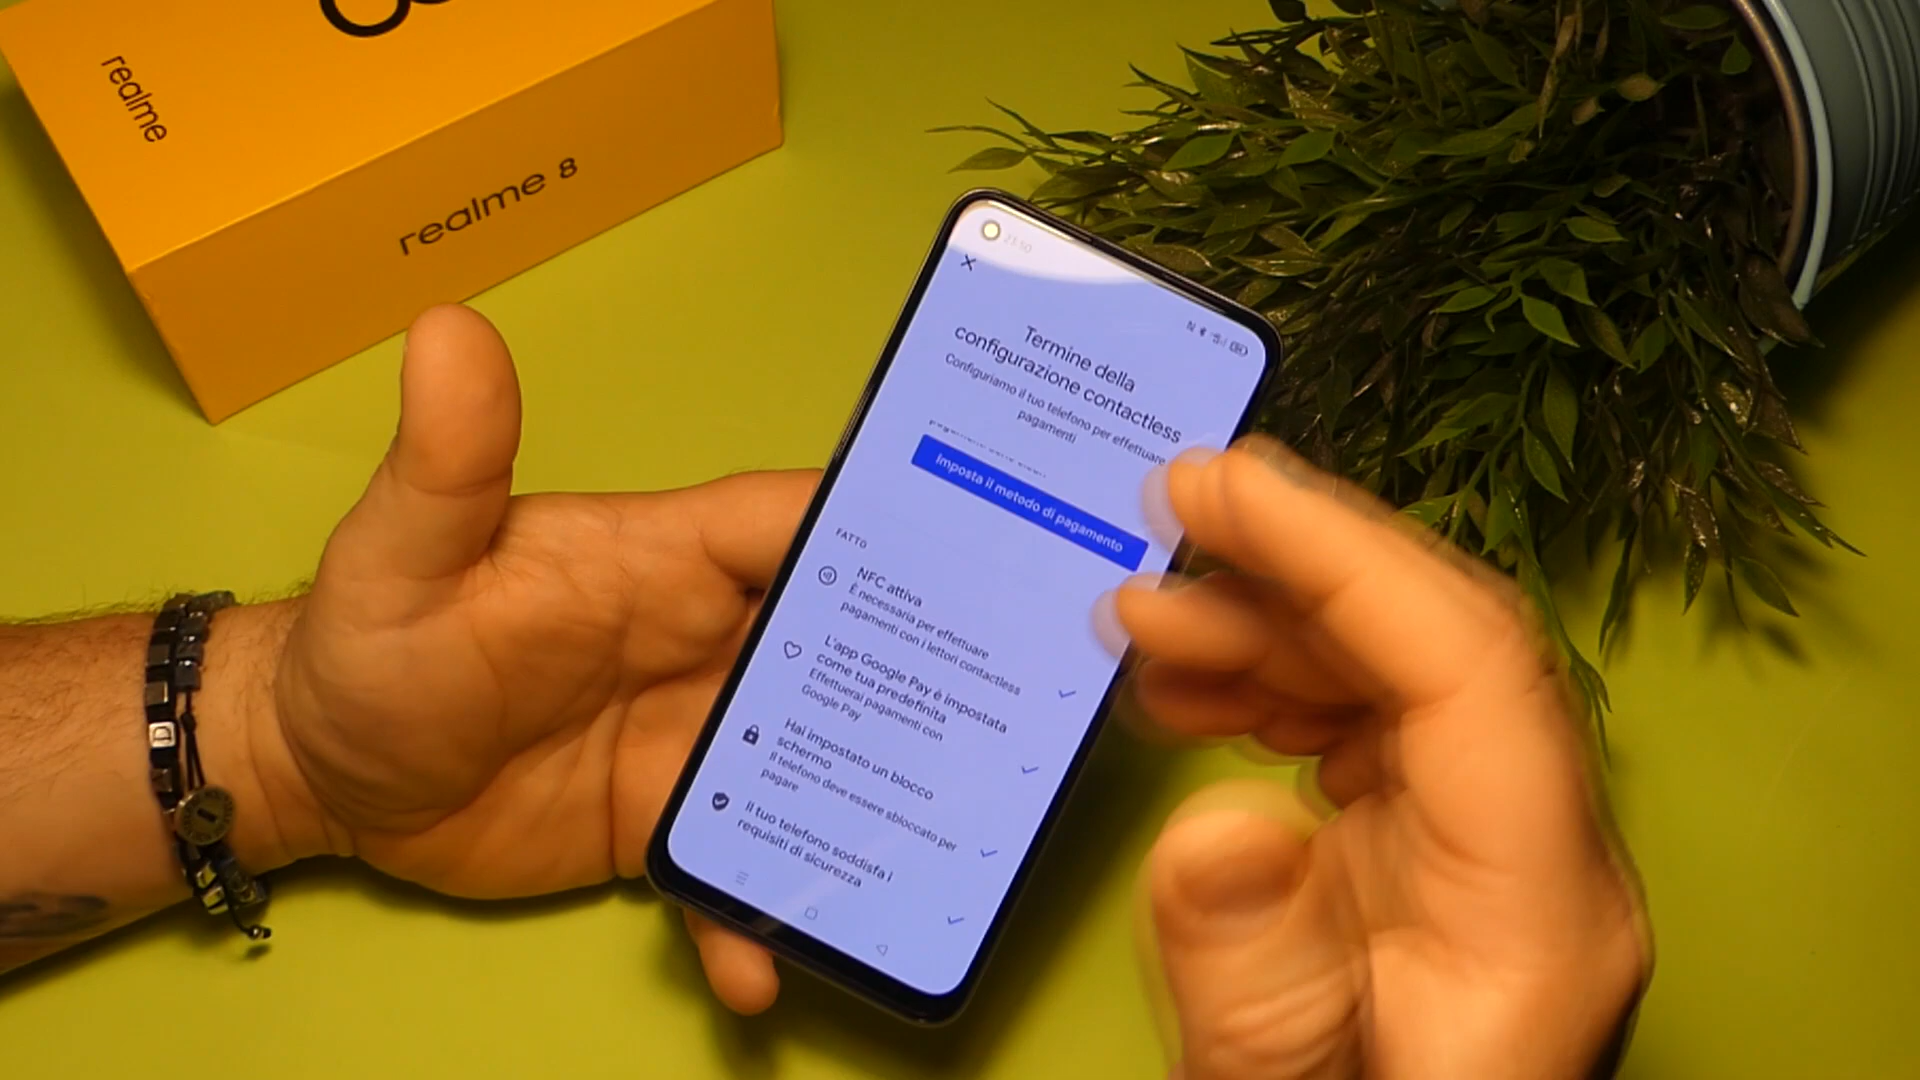 realme
realme 8
23:50
Termine della
configurazione contactless
Configuriamo il tuo telefono per effettuare
pagamenti
Imposta il metodo di pagamento
FATTO
NFC attiva
È necessaria per effettuare
pagamenti con i lettori contactless
L'app Google Pay è impostata
come tua predefinita
Effettuerai pagamenti con
Google Pay
Hai impostato un blocco
schermo
Il telefono deve essere sbloccato per
pagare
Il tuo telefono soddisfa i
requisiti di sicurezza
D